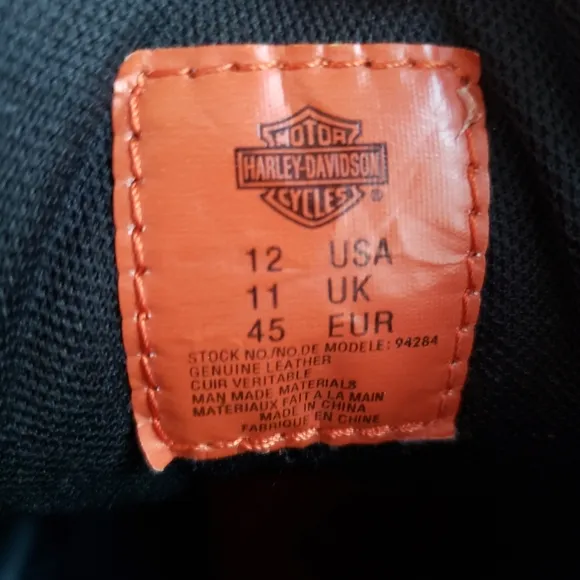 MOTOR
HARLEY-DAVIDSON
CYCLES ®
12 USA
11 UK
45 EUR
STOCK NO./NO DE MODELE: 94284
GENUINE LEATHER
CUIR VERITABLE
MAN MADE MATERIALS
MATERIAUX FAIT A LA MAIN
MADE IN CHINA
FABRIQUE EN CHINE